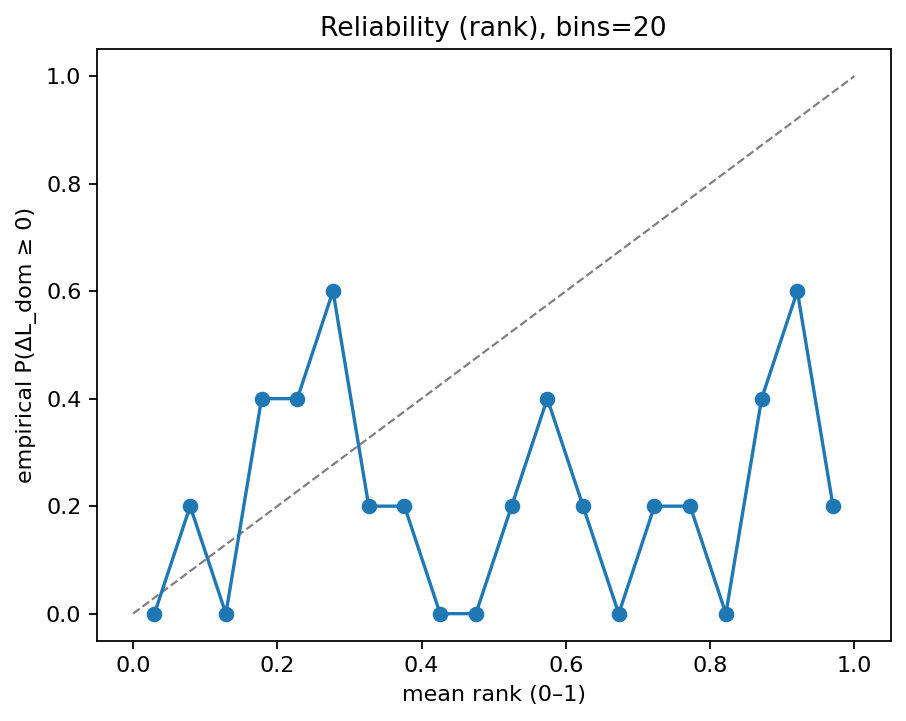 Reliability (rank), bins=20
empirical P(ΔL_dom ≥ 0)
1.0
0.8
0.6
0.4
0.2
0.0
0.0 0.2 0.4 0.6 0.8 1.0
mean rank (0–1)